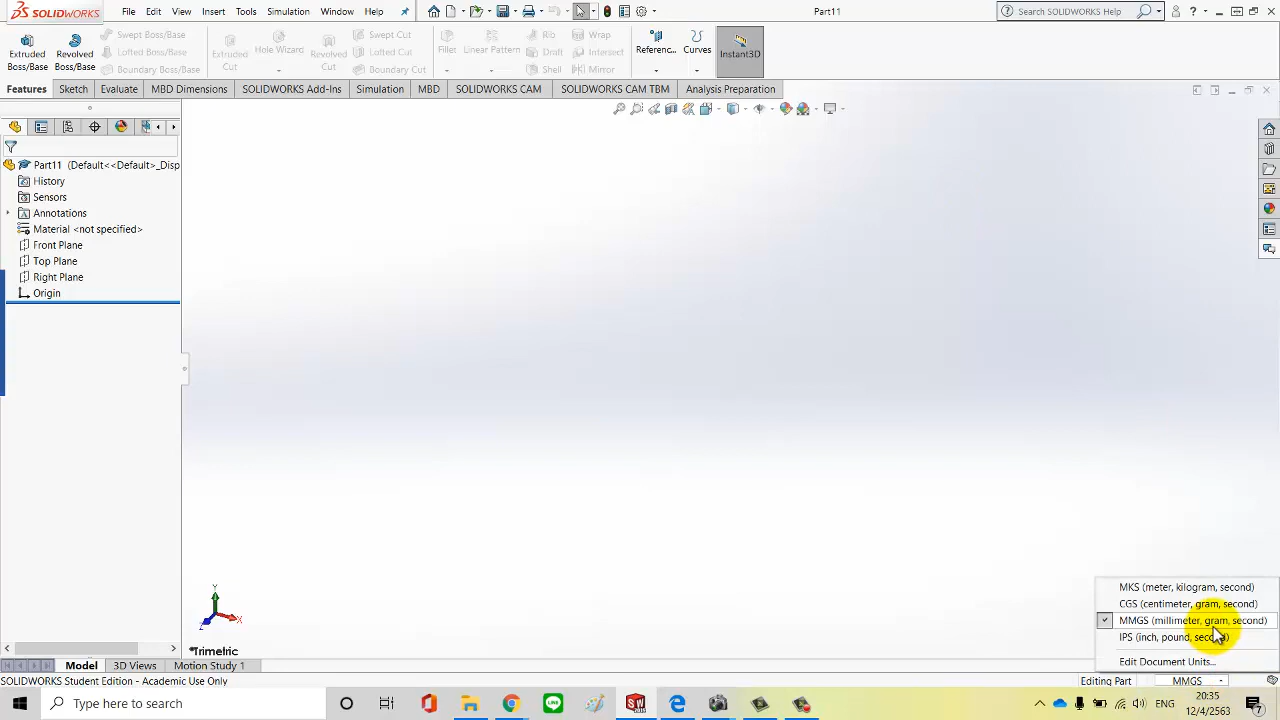 SOLIDWORKS File Edit View Insert Tools Simulation Window Help Part11 Search SOLIDWORKS Help
Extruded Boss/Base
Revolved Boss/Base
Swept Boss/Base
Lofted Boss/Base
Boundary Boss/Base
Extruded Cut
Hole Wizard
Revolved Cut
Swept Cut
Lofted Cut
Boundary Cut
Fillet
Linear Pattern
Rib
Draft
Shell
Wrap
Intersect
Mirror
Referenc...
Curves
Instant3D
Features Sketch Evaluate MBD Dimensions SOLIDWORKS Add-Ins Simulation MBD SOLIDWORKS CAM SOLIDWORKS CAM TBM Analysis Preparation
Part11 (Default<<Default>_Disp
History
Sensors
Annotations
Material <not specified>
Front Plane
Top Plane
Right Plane
Origin
Y
X
Z
*Trimetric
MKS (meter, kilogram, second)
CGS (centimeter, gram, second)
MMGS (millimeter, gram, second)
IPS (inch, pound, second)
Edit Document Units...
Model 3D Views Motion Study 1
SOLIDWORKS Student Edition - Academic Use Only Editing Part MMGS
Type here to search
ENG
20:35
12/4/2563
7